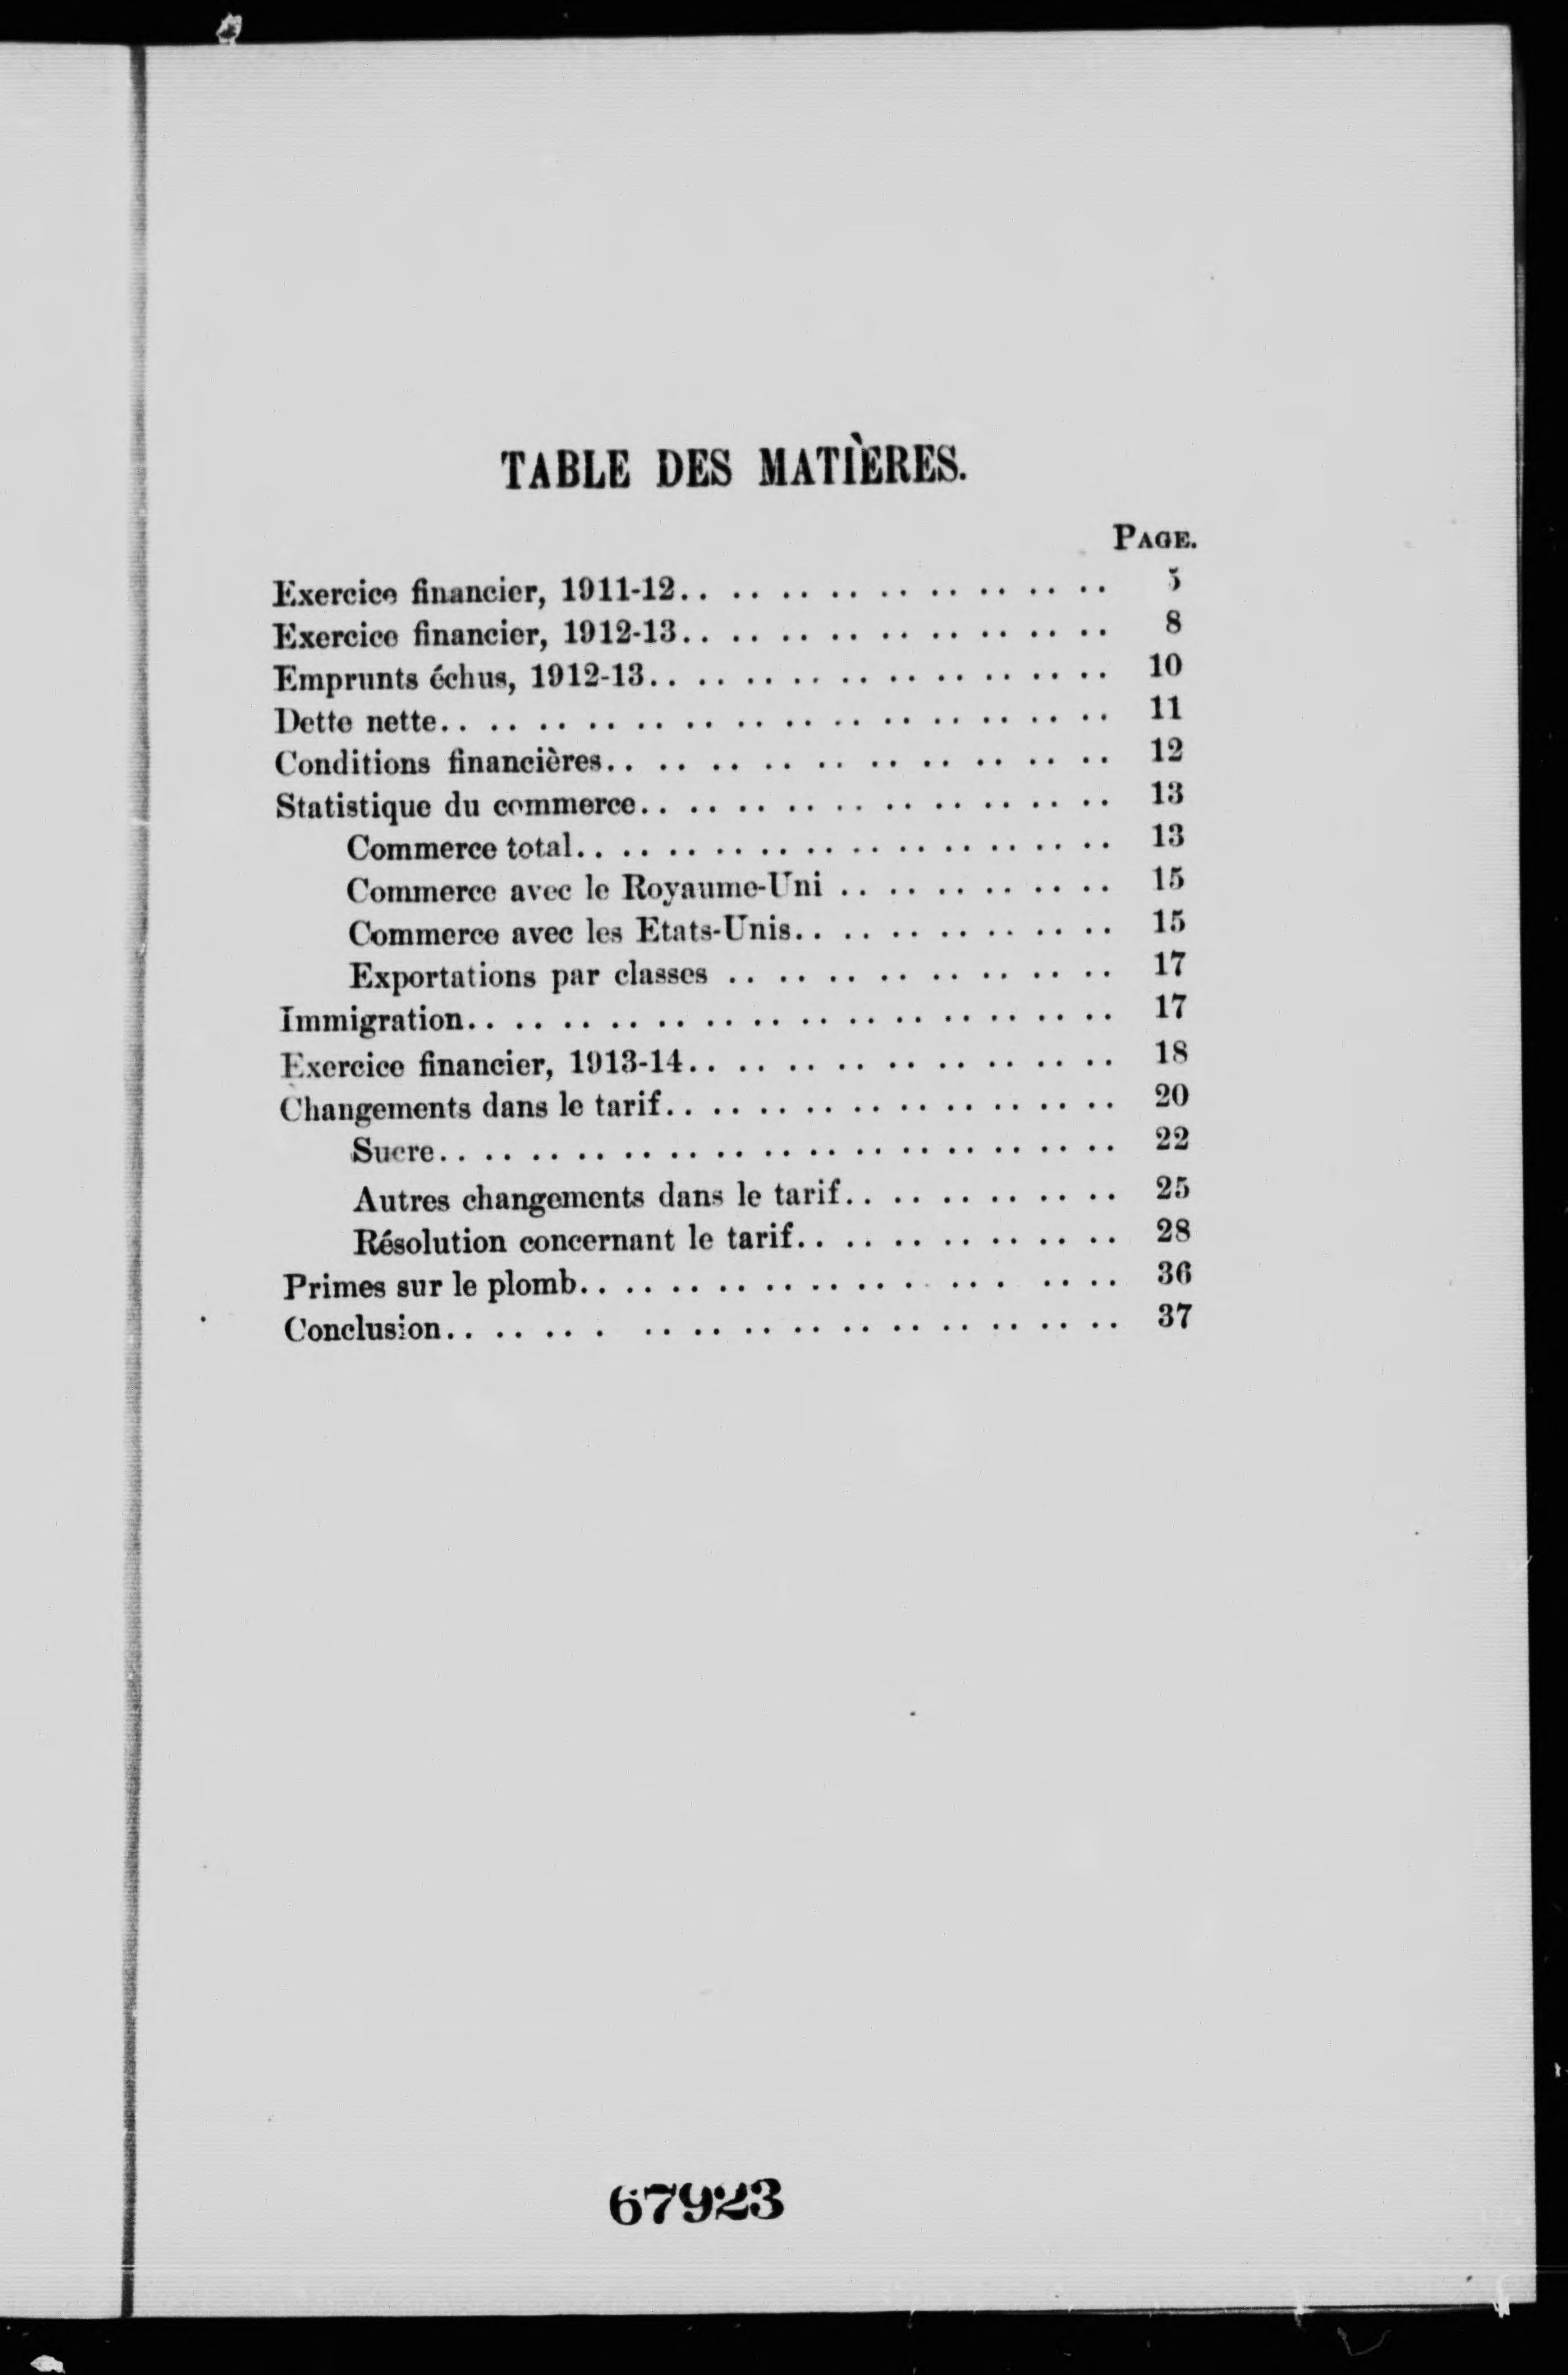 TABLE DES MATIÈRES.
PAGE.
Exercice financier, 1911-12.. .. .. .. .. .. .. .. .. 5
Exercice financier, 1912-13.. .. .. .. .. .. .. .. .. 8
Emprunts échus, 1912-13.. .. .. .. .. .. .. .. .. .. 10
Dette nette.. .. .. .. .. .. .. .. .. .. .. .. .. .. 11
Conditions financières.. .. .. .. .. .. .. .. .. .. 12
Statistique du commerce.. .. .. .. .. .. .. .. .. .. 13
Commerce total.. .. .. .. .. .. .. .. .. .. .. .. 13
Commerce avec le Royaume-Uni .. .. .. .. .. .. 15
Commerce avec les Etats-Unis.. .. .. .. .. .. .. 15
Exportations par classes .. .. .. .. .. .. .. .. 17
Immigration.. .. .. .. .. .. .. .. .. .. .. .. .. .. 17
Exercice financier, 1913-14.. .. .. .. .. .. .. .. .. 18
Changements dans le tarif.. .. .. .. .. .. .. .. .. .. 20
Sucre.. .. .. .. .. .. .. .. .. .. .. .. .. .. .. 22
Autres changements dans le tarif.. .. .. .. .. .. 25
Résolution concernant le tarif.. .. .. .. .. .. .. 28
Primes sur le plomb.. .. .. .. .. .. .. .. .. . .. .. 36
Conclusion.. .. .. . .. .. .. .. .. .. .. .. .. .. 37
67923